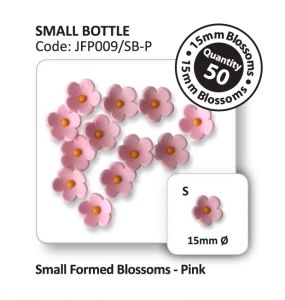 SMALL BOTTLE
Code: JFP009/SB-P
• 15mm Blossoms •
Quantity
50
• 15mm Blossoms •
S
15mm Ø
Small Formed Blossoms - Pink